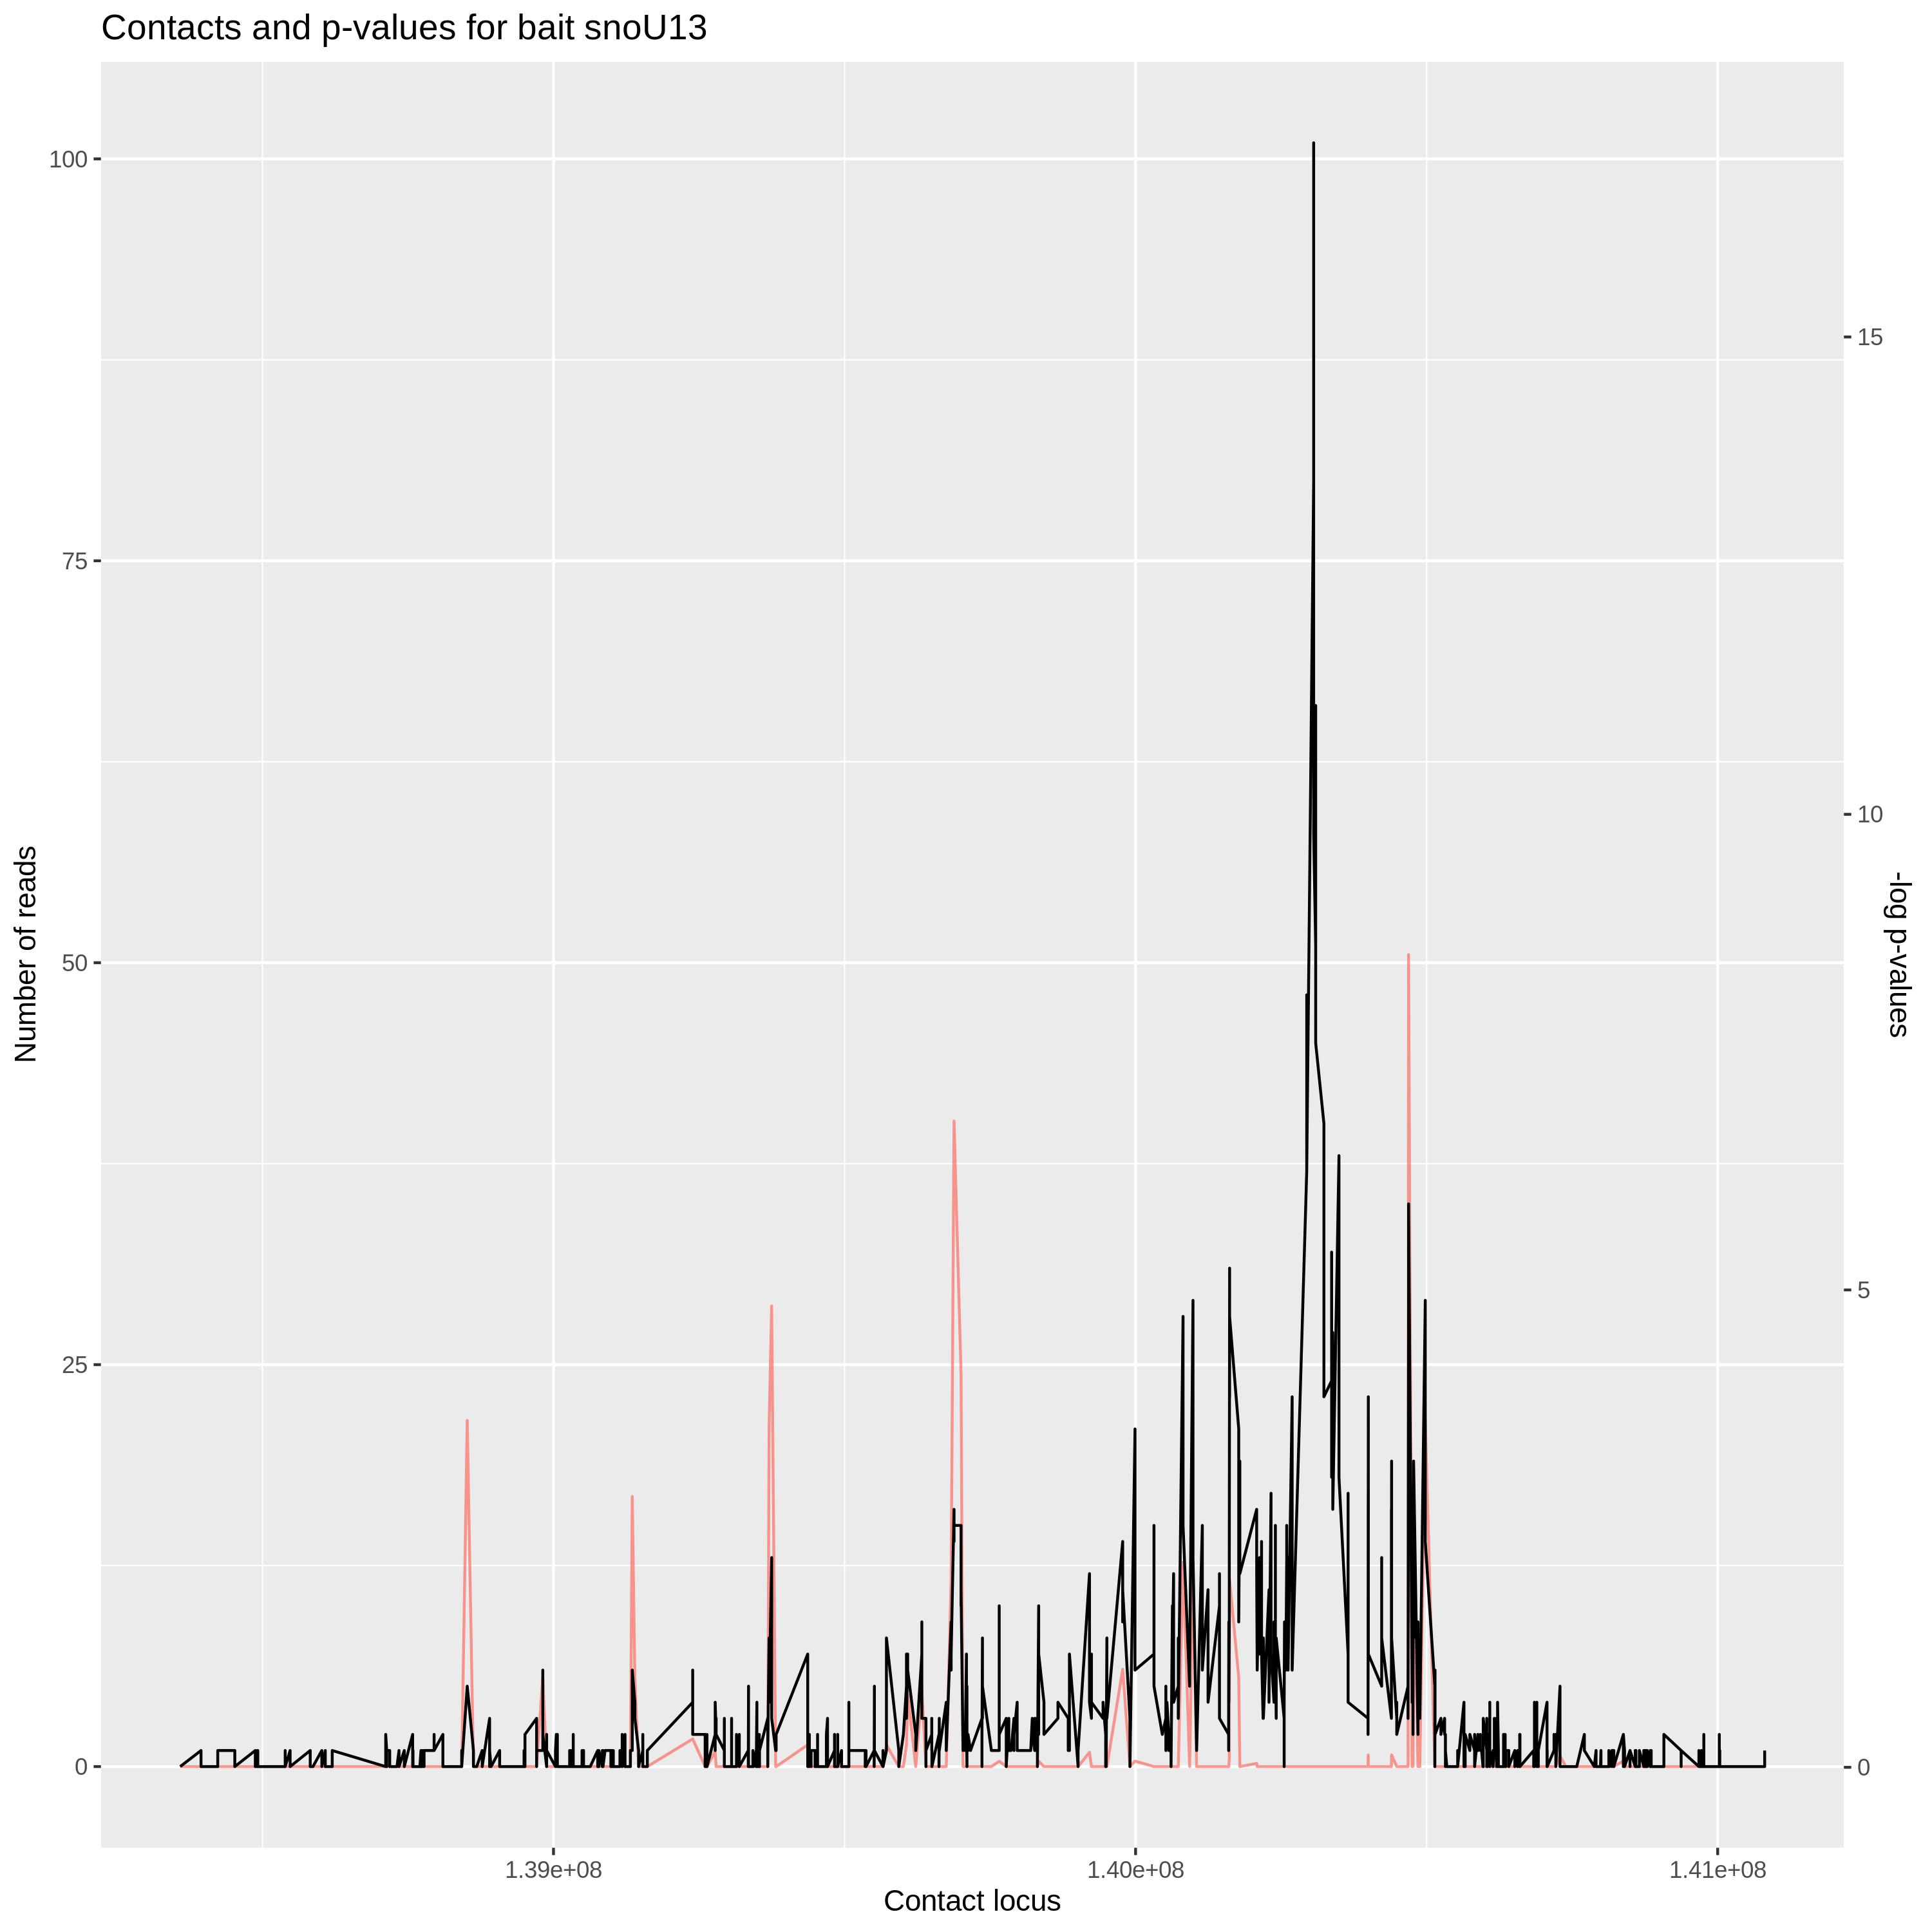 Contacts and p-values for bait snoU13
100
75
50
25
0
Number of reads
15
10
5
0
-log p-values
1.39e+08
1.40e+08
1.41e+08
Contact locus